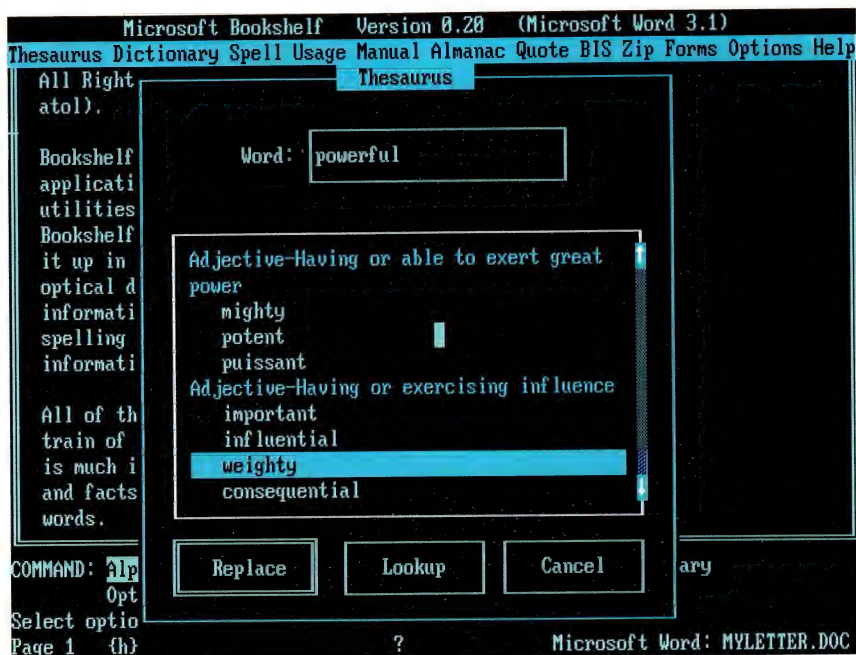 Microsoft Bookshelf Version 0.20 (Microsoft Word 3.1)
Thesaurus Dictionary Spell Usage Manual Almanac Quote BIS Zip Forms Options Help
All Right
atol).
Bookshelf
applicati
utilities
Bookshelf
it up in
optical d
informati
spelling
informati
All of th
train of
is much i
and facts
words.
Thesaurus
Word: powerful
Adjective-Having or able to exert great
power
mighty
potent
puissant
Adjective-Having or exercising influence
important
influential
weighty
consequential
Replace Lookup Cancel
COMMAND: Alp ary
Opt
Select optio
Page 1 {h} ? Microsoft Word: MYLETTER.DOC